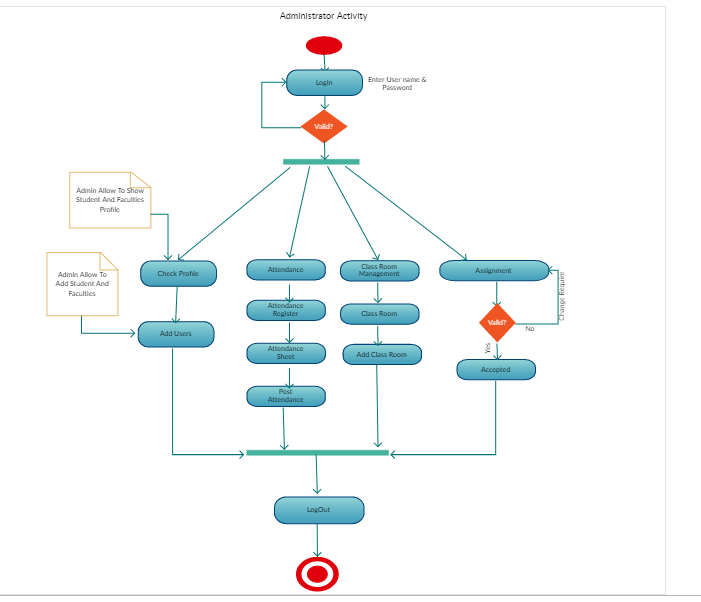 Administrator Activity
Login
Enter User name &
Password
Valid?
Admin Allow To Show
Student And Faculties
Profile
Admin Allow To
Add Student And
Faculties
Check Profile
Add Users
Attendance
Attendance
Register
Attendance
Sheet
Post
Attendance
Class Room
Management
Class Room
Add Class Room
Assignment
Change Require
Valid?
No
Yes
Accepted
LogOut